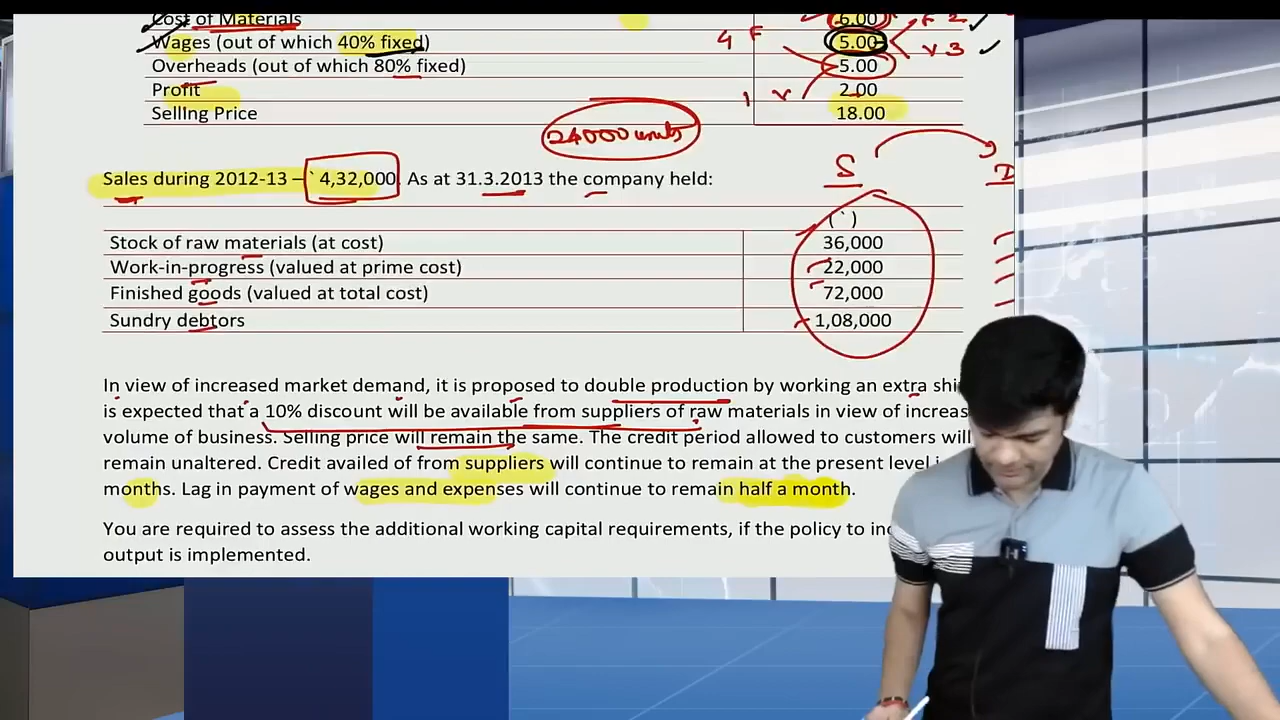 Cost of Materials 6.00 F 2
Wages (out of which 40% fixed) 5.00 V 3
4 F
Overheads (out of which 80% fixed) 5.00
Profit 2.00
1 V
Selling Price 18.00
24000 units
Sales during 2012-13 – ` 4,32,000. As at 31.3.2013 the company held:
S
(`)
Stock of raw materials (at cost) 36,000
Work-in-progress (valued at prime cost) 22,000
Finished goods (valued at total cost) 72,000
Sundry debtors 1,08,000
In view of increased market demand, it is proposed to double production by working an extra
is expected that a 10% discount will be available from suppliers of raw materials in view of
volume of business. Selling price will remain the same. The credit period allowed to customers will
remain unaltered. Credit availed of from suppliers will continue to remain at the present level
months. Lag in payment of wages and expenses will continue to remain half a month.
You are required to assess the additional working capital requirements, if the policy to
output is implemented.